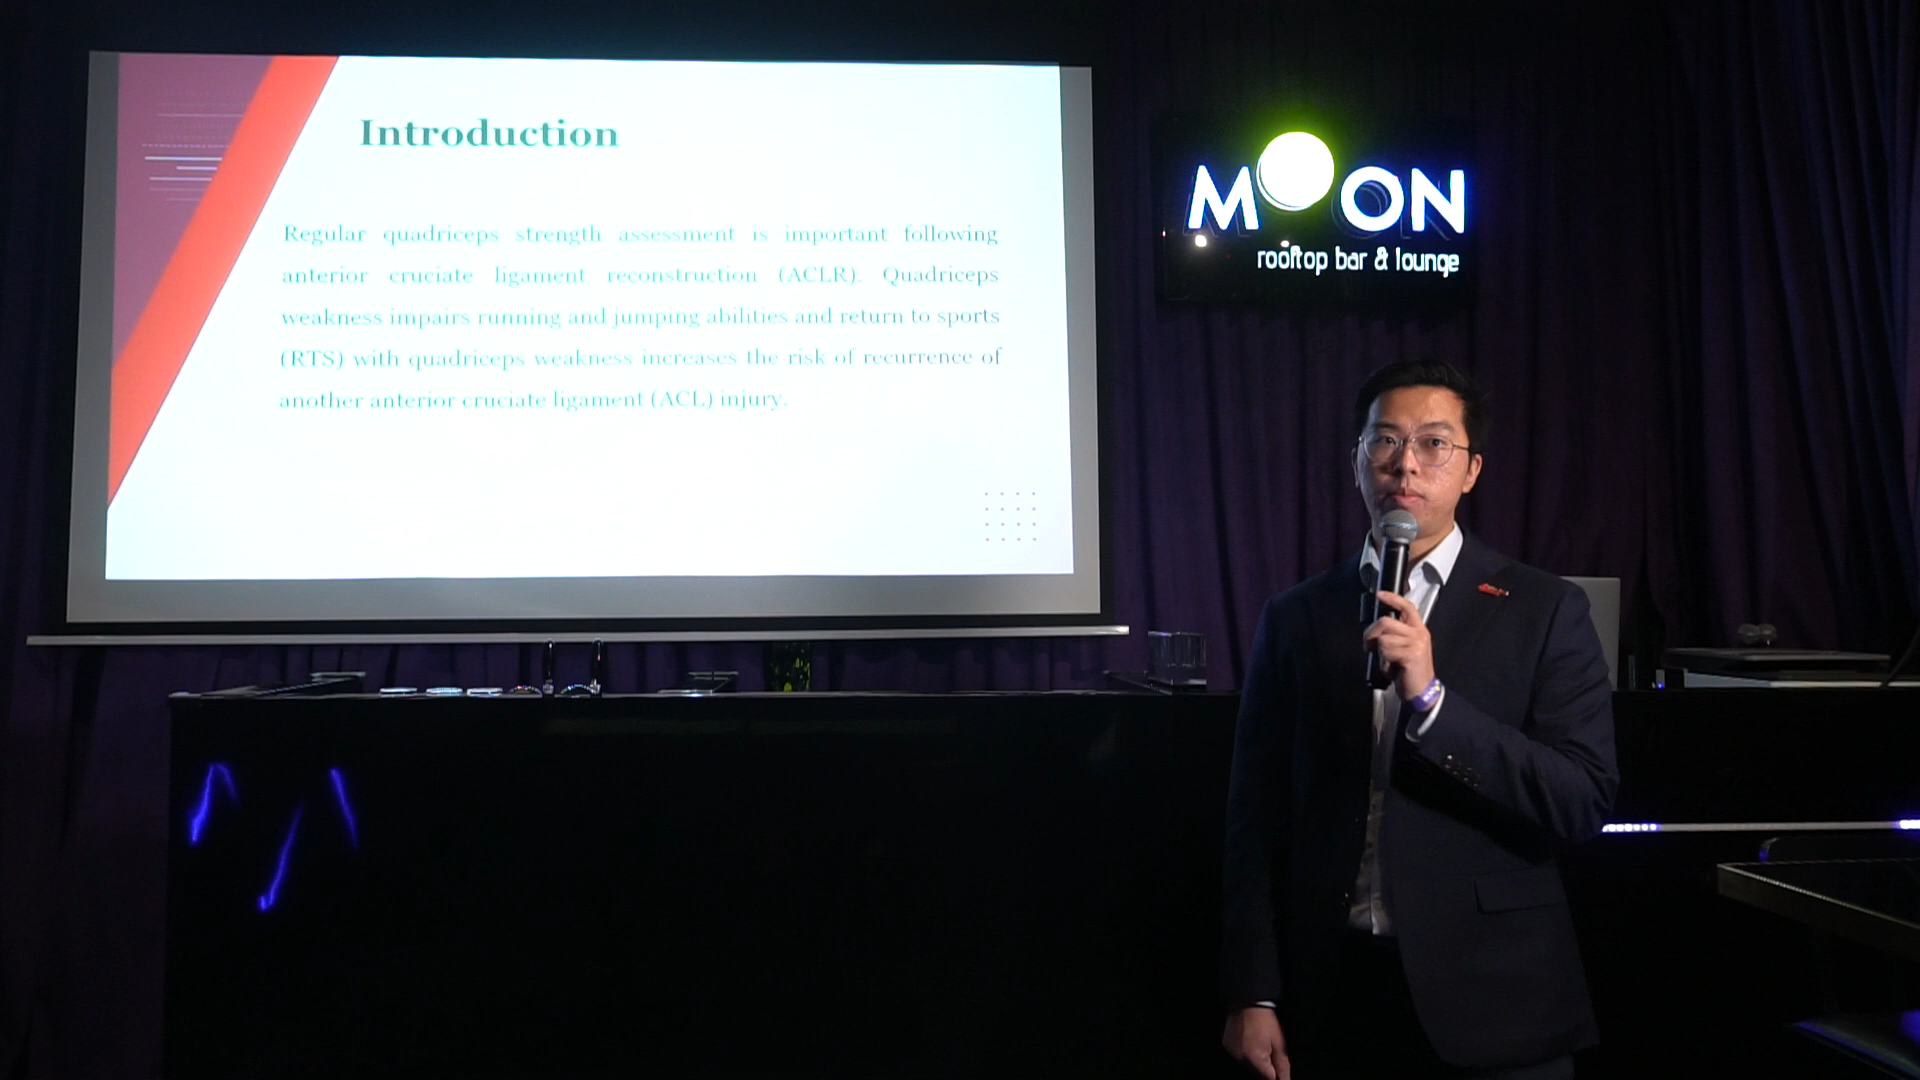 Introduction
Regular quadriceps strength assessment is important following
anterior cruciate ligament reconstruction (ACLR). Quadriceps
weakness impairs running and jumping abilities and return to sports
(RTS) with quadriceps weakness increases the risk of recurrence of
another anterior cruciate ligament (ACL) injury.
MOON
rooftop bar & lounge